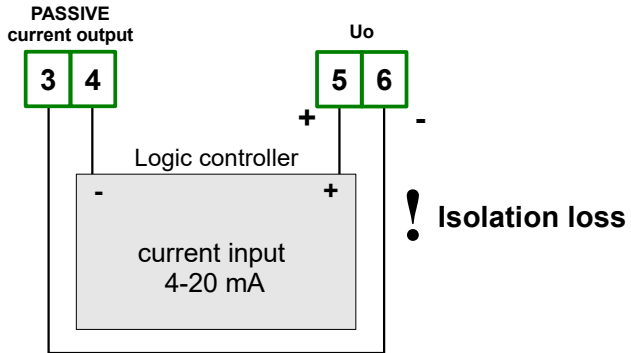 PASSIVE
current output
Uo
3 4
5 6
+ -
Logic controller
- +
! Isolation loss
current input
4-20 mA